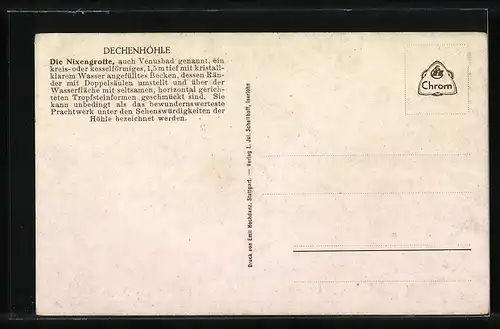 DECHENHÖHLE
Die Nixengrotte, auch Venusbad genannt, ein
kreis- oder kesselförmiges, 1,5 m tief mit kristall-
klarem Wasser angefülltes Becken, dessen Rän-
der mit Doppelsäulen umstellt und über der
Wasserfläche mit seltsamen, horizontal gerich-
teten Tropfsteinformen geschmückt sind. Sie
kann unbedingt als das bewundernswerteste
Prachtwerk unter den Sehenswürdigkeiten der
Höhle bezeichnet werden.
Druck von Emil Hochdanz, Stuttgart. — Verlag L. Jul. Schelhoff, Iserlohn
Chrom